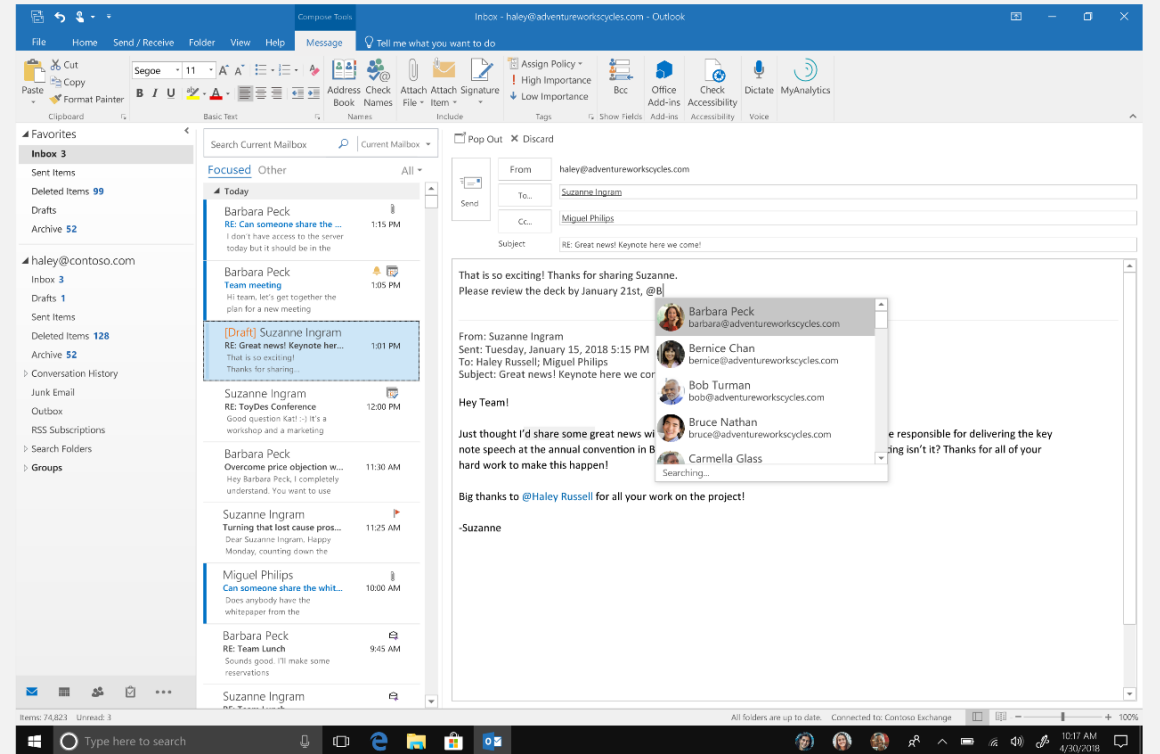 Compose Tools
Inbox - haley@adventureworkscycles.com - Outlook
File Home Send / Receive Folder View Help Message Tell me what you want to do
Paste
Cut
Copy
Format Painter
Clipboard
Segoe 11
B I U A
Basic Text
Address Book
Check Names
Names
Attach File
Attach Item
Signature
Include
Assign Policy
High Importance
Low Importance
Tags
Bcc
Show Fields
Office Add-ins
Add-ins
Check Accessibility
Accessibility
Dictate
Voice
MyAnalytics
Favorites
Inbox 3
Sent Items
Deleted Items 99
Drafts
Archive 52
haley@contoso.com
Inbox 3
Drafts 1
Sent Items
Deleted Items 128
Archive 52
Conversation History
Junk Email
Outbox
RSS Subscriptions
Search Folders
Groups
Search Current Mailbox Current Mailbox
Focused Other All
Today
Barbara Peck
RE: Can someone share the ... 1:15 PM
I don't have access to the server
today but it should be in the
Barbara Peck
Team meeting 1:05 PM
Hi team, let's get together the
plan for a new meeting
[Draft] Suzanne Ingram
RE: Great news! Keynote her... 1:01 PM
That is so exciting!
Thanks for sharing...
Suzanne Ingram
RE: ToyDes Conference 12:00 PM
Good question Kat! :-) It's a
workshop and a marketing
Barbara Peck
Overcome price objection w... 11:30 AM
Hey Barbara Peck, I completely
understand. You want to use
Suzanne Ingram
Turning that lost cause pros... 11:25 AM
Dear Suzanne Ingram, Happy
Monday, counting down the
Miguel Philips
Can someone share the whit... 10:00 AM
Does anybody have the
whitepaper from the
Barbara Peck
RE: Team Lunch 9:45 AM
Sounds good. I'll make some
reservations
Suzanne Ingram
RE: Team Lunch
Pop Out Discard
Send
From haley@adventureworkscycles.com
To... Suzanne Ingram
Cc... Miguel Philips
Subject RE: Great news! Keynote here we come!
That is so exciting! Thanks for sharing Suzanne.
Please review the deck by January 21st, @B
Barbara Peck
barbara@adventureworkscycles.com
Bernice Chan
bernice@adventureworkscycles.com
Bob Turman
bob@adventureworkscycles.com
Bruce Nathan
bruce@adventureworkscycles.com
Carmella Glass
Searching...
From: Suzanne Ingram
Sent: Tuesday, January 15, 2018 5:15 PM
To: Haley Russell; Miguel Philips
Subject: Great news! Keynote here we co
Hey Team!
Just thought I'd share some great news wi e responsible for delivering the key
note speech at the annual convention in B ing isn't it? Thanks for all of your
hard work to make this happen!
Big thanks to @Haley Russell for all your work on the project!
-Suzanne
Items: 74,823 Unread: 3
All folders are up to date. Connected to: Contoso Exchange 100%
Type here to search
10:17 AM
4/30/2018